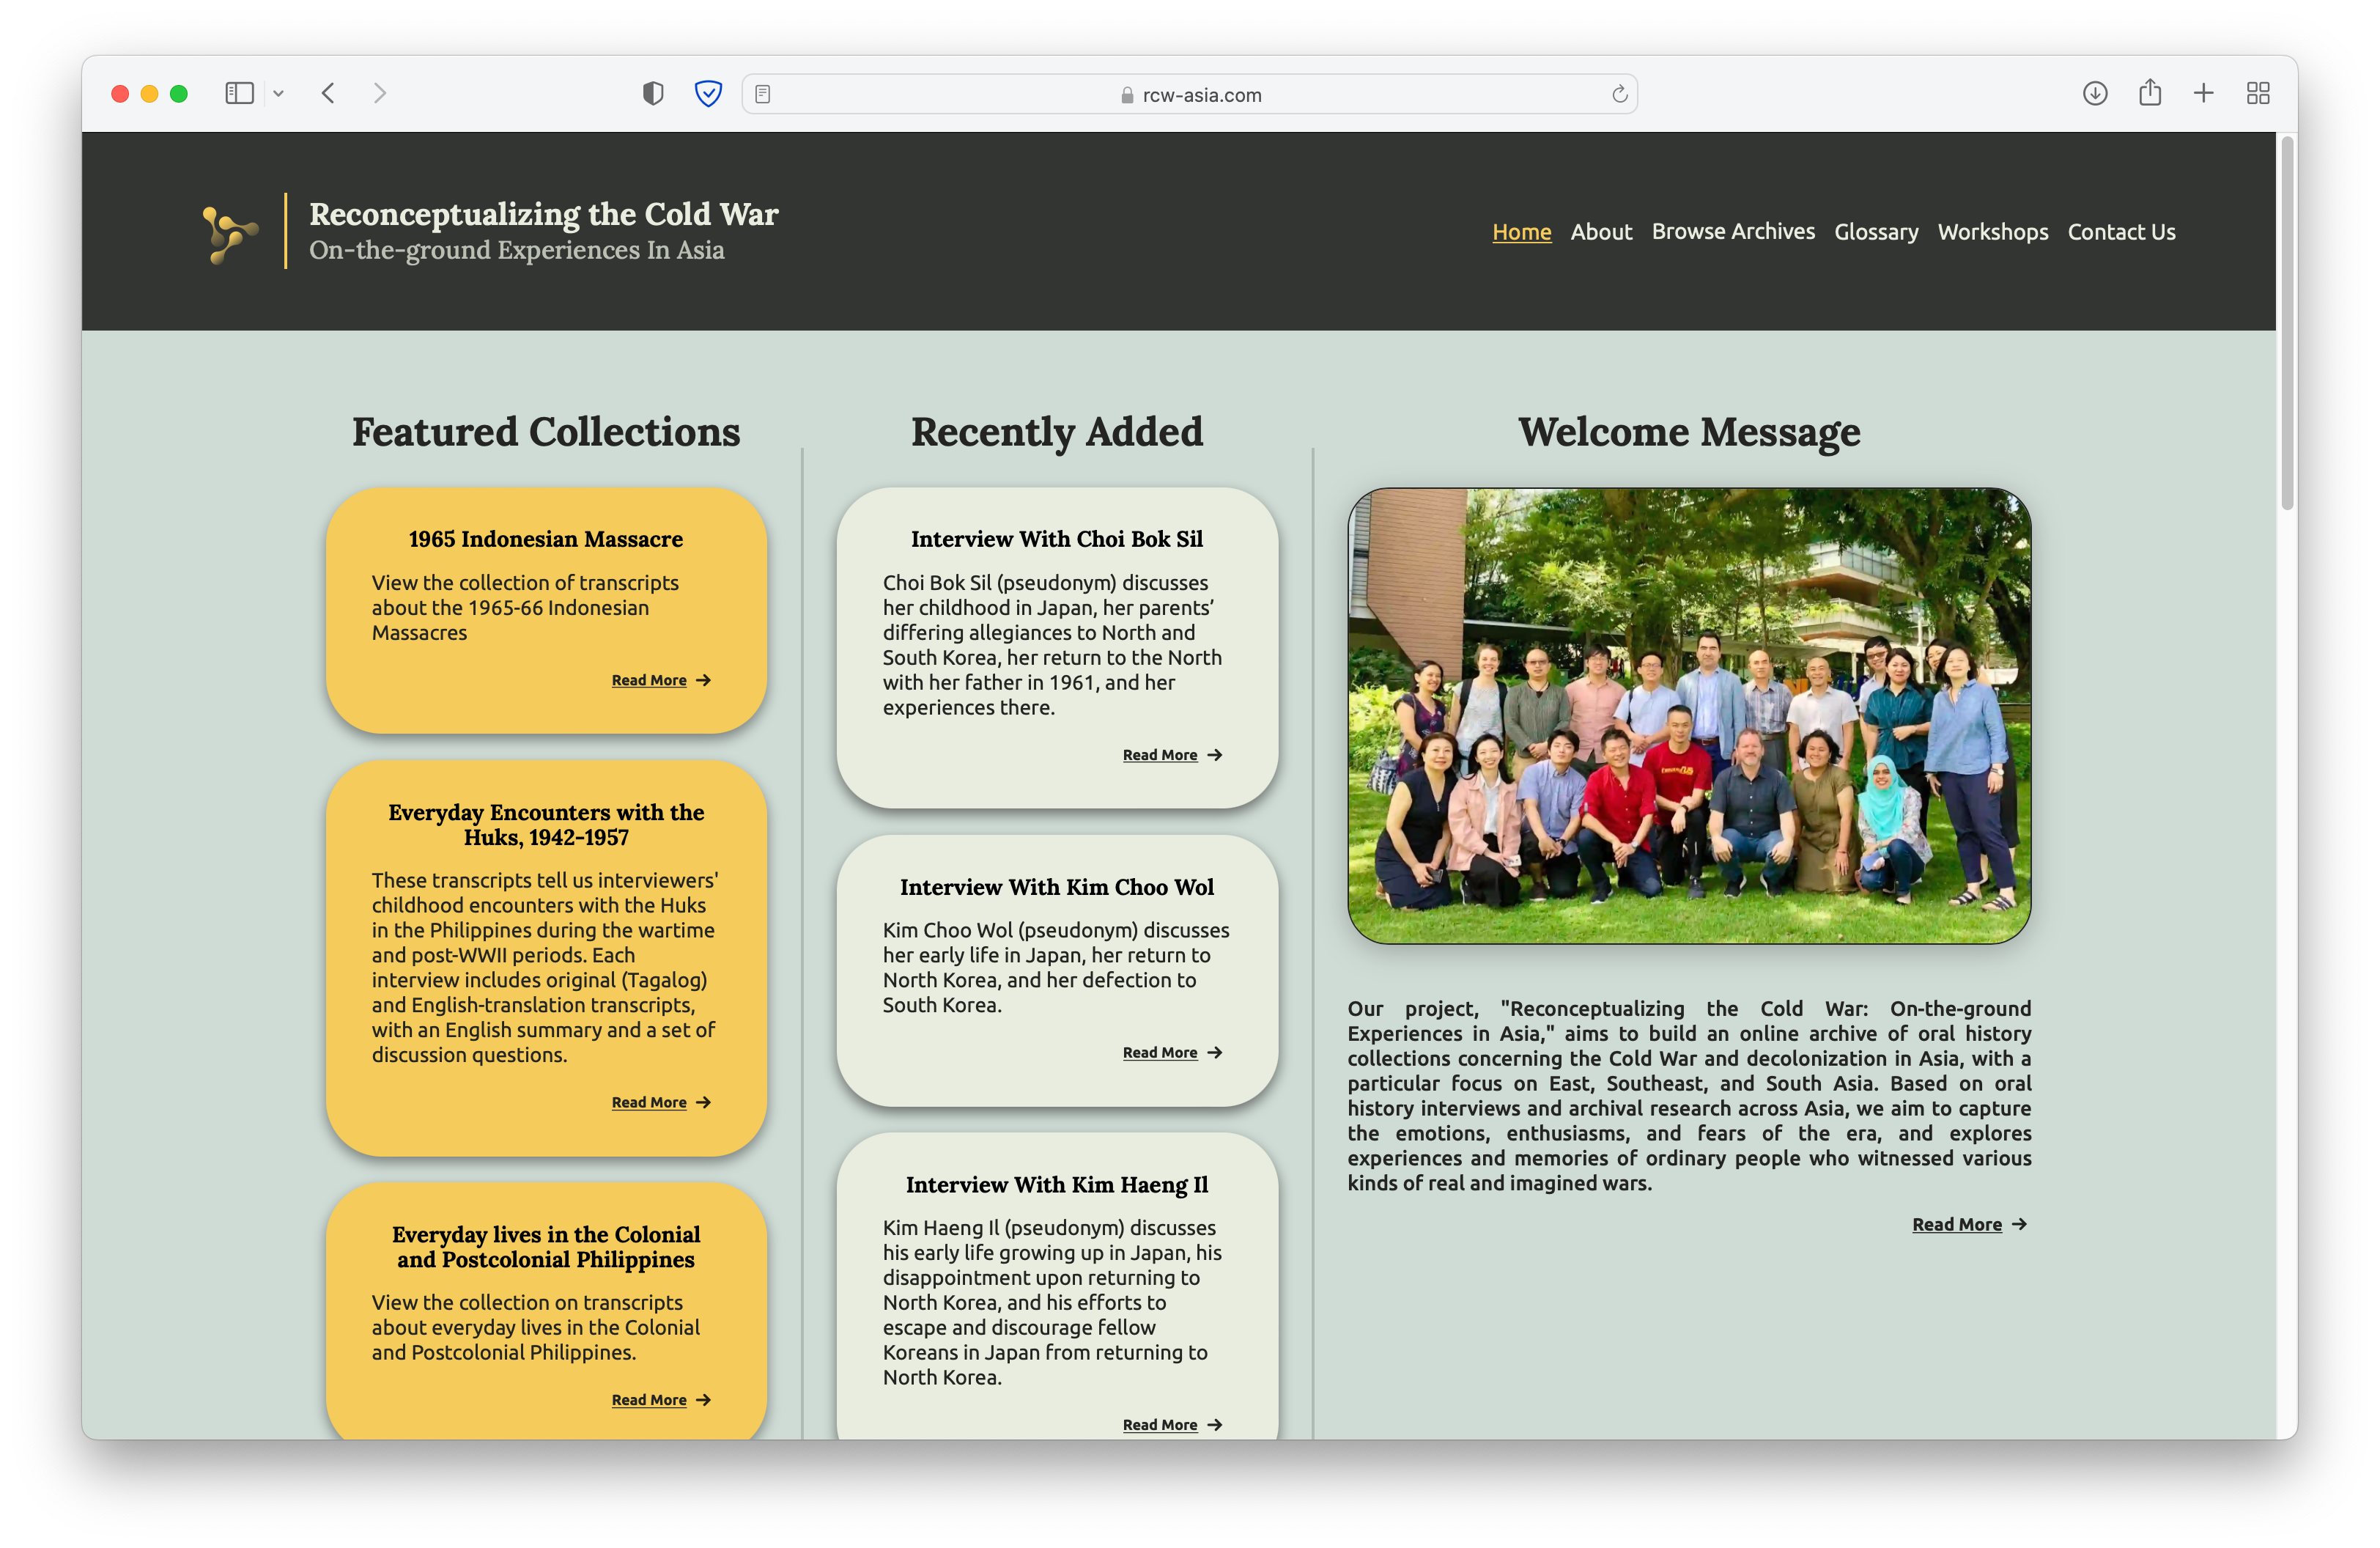 rcw-asia.com
Reconceptualizing the Cold War
On-the-ground Experiences In Asia
Home About Browse Archives Glossary Workshops Contact Us
Featured Collections
1965 Indonesian Massacre
View the collection of transcripts
about the 1965-66 Indonesian
Massacres
Read More →
Everyday Encounters with the
Huks, 1942-1957
These transcripts tell us interviewers'
childhood encounters with the Huks
in the Philippines during the wartime
and post-WWII periods. Each
interview includes original (Tagalog)
and English-translation transcripts,
with an English summary and a set of
discussion questions.
Read More →
Everyday lives in the Colonial
and Postcolonial Philippines
View the collection on transcripts
about everyday lives in the Colonial
and Postcolonial Philippines.
Read More →
Recently Added
Interview With Choi Bok Sil
Choi Bok Sil (pseudonym) discusses
her childhood in Japan, her parents’
differing allegiances to North and
South Korea, her return to the North
with her father in 1961, and her
experiences there.
Read More →
Interview With Kim Choo Wol
Kim Choo Wol (pseudonym) discusses
her early life in Japan, her return to
North Korea, and her defection to
South Korea.
Read More →
Interview With Kim Haeng Il
Kim Haeng Il (pseudonym) discusses
his early life growing up in Japan, his
disappointment upon returning to
North Korea, and his efforts to
escape and discourage fellow
Koreans in Japan from returning to
North Korea.
Read More →
Welcome Message
Our project, "Reconceptualizing the Cold War: On-the-ground
Experiences in Asia," aims to build an online archive of oral history
collections concerning the Cold War and decolonization in Asia, with a
particular focus on East, Southeast, and South Asia. Based on oral
history interviews and archival research across Asia, we aim to capture
the emotions, enthusiasms, and fears of the era, and explores
experiences and memories of ordinary people who witnessed various
kinds of real and imagined wars.
Read More →